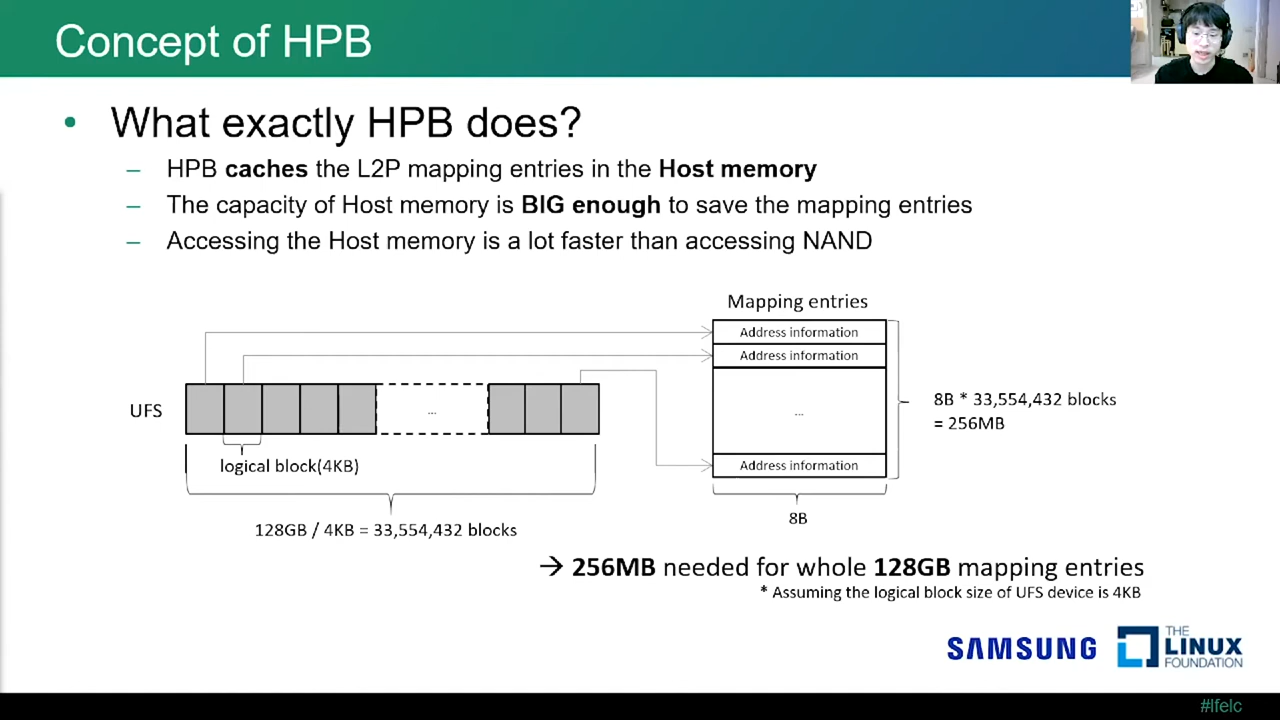 Concept of HPB
• What exactly HPB does?
– HPB caches the L2P mapping entries in the Host memory
– The capacity of Host memory is BIG enough to save the mapping entries
– Accessing the Host memory is a lot faster than accessing NAND
Mapping entries
Address information
Address information
...
Address information
8B * 33,554,432 blocks
= 256MB
8B
UFS
...
logical block(4KB)
128GB / 4KB = 33,554,432 blocks
→ 256MB needed for whole 128GB mapping entries
* Assuming the logical block size of UFS device is 4KB
SAMSUNG
THE
LINUX
FOUNDATION
#lfelc